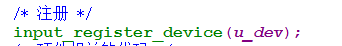 /* 注册 */
input_register_device(u_dev);